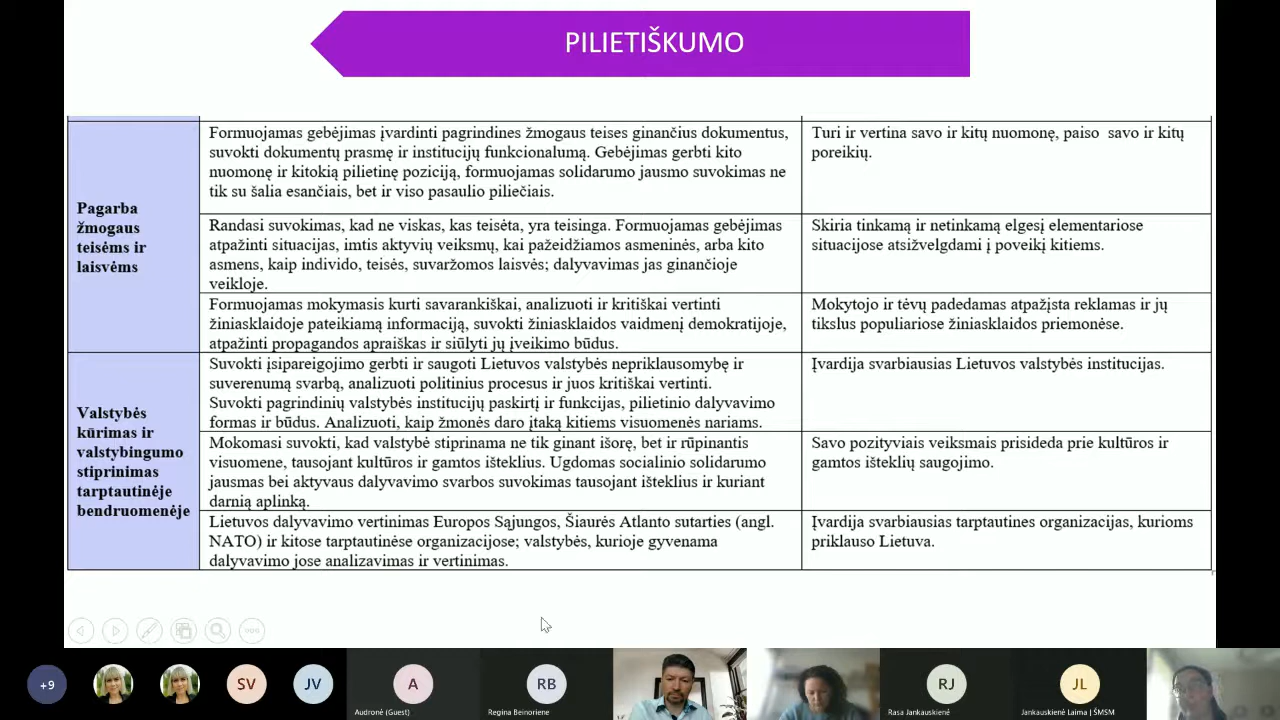 PILIETIŠKUMO
Pagarba
žmogaus
teisėms ir
laisvėms
Formuojamas gebėjimas įvardinti pagrindines žmogaus teises ginančius dokumentus,
suvokti dokumentų prasmę ir institucijų funkcionalumą. Gebėjimas gerbti kito
nuomonę ir kitokią pilietinę poziciją, formuojamas solidarumo jausmo suvokimas ne
tik su šalia esančiais, bet ir viso pasaulio piliečiais.
Turi ir vertina savo ir kitų nuomonę, paiso savo ir kitų
poreikių.
Randasi suvokimas, kad ne viskas, kas teisėta, yra teisinga. Formuojamas gebėjimas
atpažinti situacijas, imtis aktyvių veiksmų, kai pažeidžiamos asmeninės, arba kito
asmens, kaip individo, teisės, suvaržomos laisvės; dalyvavimas jas ginančioje
veikloje.
Skiria tinkamą ir netinkamą elgesį elementariose
situacijose atsižvelgdami į poveikį kitiems.
Formuojamas mokymasis kurti savarankiškai, analizuoti ir kritiškai vertinti
žiniasklaidoje pateikiamą informaciją, suvokti žiniasklaidos vaidmenį demokratijoje,
atpažinti propagandos apraiškas ir siūlyti jų įveikimo būdus.
Mokytojo ir tėvų padedamas atpažįsta reklamas ir jų
tikslus populiariose žiniasklaidos priemonėse.
Valstybės
kūrimas ir
valstybingumo
stiprinimas
tarptautinėje
bendruomenėje
Suvokti įsipareigojimo gerbti ir saugoti Lietuvos valstybės nepriklausomybę ir
suverenumą svarbą, analizuoti politinius procesus ir juos kritiškai vertinti.
Suvokti pagrindinių valstybės institucijų paskirtį ir funkcijas, pilietinio dalyvavimo
formas ir būdus. Analizuoti, kaip žmonės daro įtaką kitiems visuomenės nariams.
Įvardija svarbiausias Lietuvos valstybės institucijas.
Mokomasi suvokti, kad valstybė stiprinama ne tik ginant išorę, bet ir rūpinantis
visuomene, tausojant kultūros ir gamtos išteklius. Ugdomas socialinio solidarumo
jausmas bei aktyvaus dalyvavimo svarbos suvokimas tausojant išteklius ir kuriant
darnią aplinką.
Savo pozityviais veiksmais prisideda prie kultūros ir
gamtos išteklių saugojimo.
Lietuvos dalyvavimo vertinimas Europos Sąjungos, Šiaurės Atlanto sutarties (angl.
NATO) ir kitose tarptautinėse organizacijose; valstybės, kurioje gyvenama
dalyvavimo jose analizavimas ir vertinimas.
Įvardija svarbiausias tarptautines organizacijas, kurioms
priklauso Lietuva.
+9
SV
JV
A
RB
RJ
JL
Audronė (Guest)
Regina Beinoriene
Rasa Jankauskienė
Jankauskienė Laima | ŠMSM